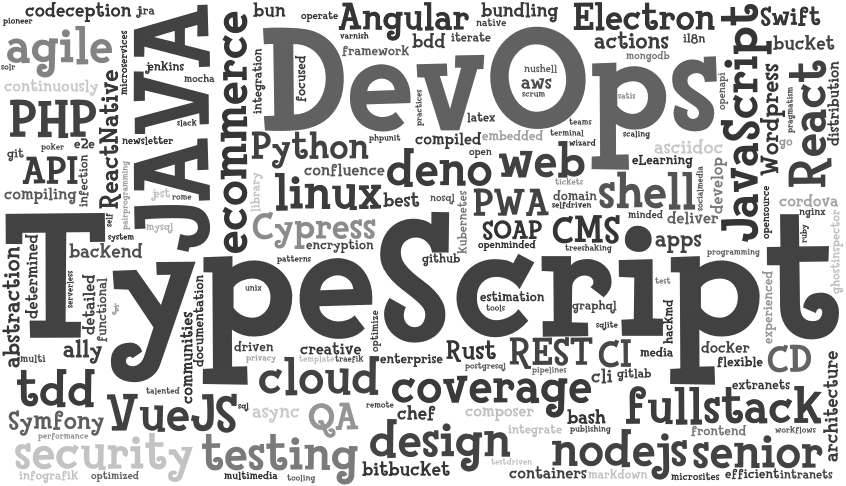 codeception
jra
pioneer
bun
operate
Angular
bundling
native
Electron
JavaScript
Swift
agile
microservices
JAVA
ecommerce
DevOps
varnish
framework
bdd
iterate
actions
il8n
mongodb
bucket
solr
continuously
jenkins
mocha
integration
focused
practices
nushell
aws
scrum
satis
openapi
Wordpress
pragmatism
React
distribution
PHP
ReactNative
slack
latex
teams
terminal
wizard
scaling
git
poker
e2e
newsletter
Python
phpunit
compiled
embedded
open
asciidoc
go
API
infection
pairprogramming
confluence
deno
web
eLearning
develop
compiling
qa
jest
rome
library
linux
best
nosql
kubernetes
PWA
tickets
domain
selfdriven
shell
socialmedia
minded
deliver
opensource
cordova
nginx
ruby
self
system
mysql
Cypress
encryption
SOAP
openminded
CMS
treeshaking
apps
programming
ghostinspector
TypeScript
determined
backend
patterns
github
abstraction
serverless
detailed
functional
unix
estimation
tools
graphql
test
experienced
communities
documentation
optimize
sqlite
hackmd
multi
ally
driven
privacy
creative
template
traefik
enterprise
Rust
postgresql
REST
pipelines
CI
media
docker
flexible
CD
architecture
tdd
talented
cloud
coverage
cli
gitlab
extranets
Symfony
performance
VueJS
sql
async
QA
remote
chef
composer
integrate
bash
publishing
fullstack
frontend
workflows
security
testing
design
nodejs
senior
infografik
optimized
multimedia
tooling
bitbucket
testdriven
containers
markdown
microsites
efficient
intranets